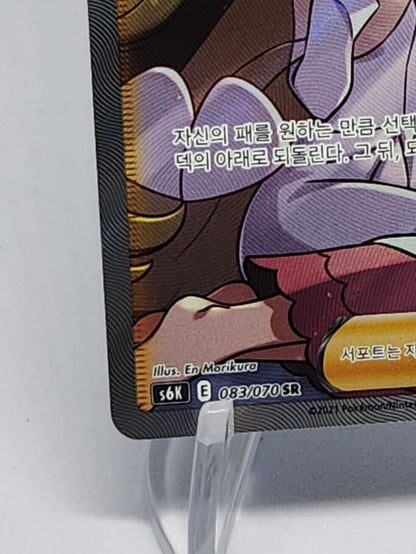 자신의 패를 원하는 만큼 선택
덱의 아래로 되돌린다. 그 뒤,
서포트는
Illus. En Morikura
s6K E 083/070 SR
©2021 Pokémon/Ninten